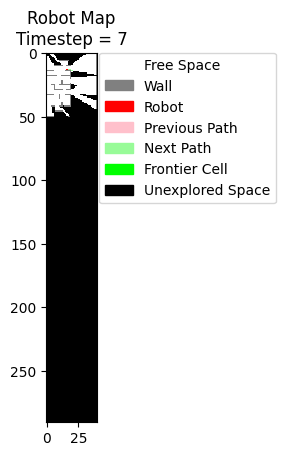 Robot Map
Timestep = 7
0
50
100
150
200
250
0
25
Free Space
Wall
Robot
Previous Path
Next Path
Frontier Cell
Unexplored Space